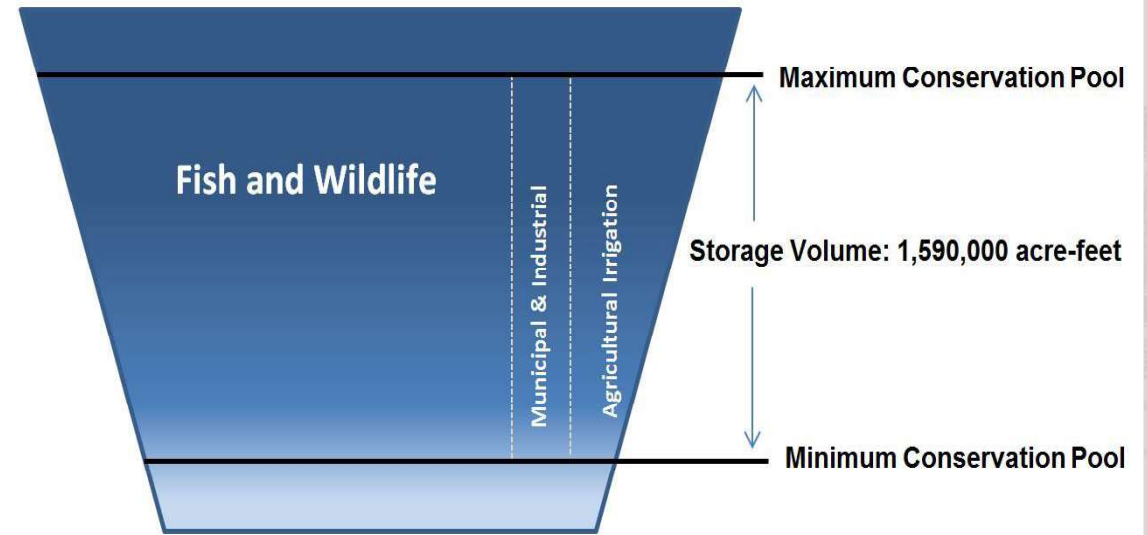 Maximum Conservation Pool
Fish and Wildlife
Municipal & Industrial
Agricultural Irrigation
Storage Volume: 1,590,000 acre-feet
Minimum Conservation Pool